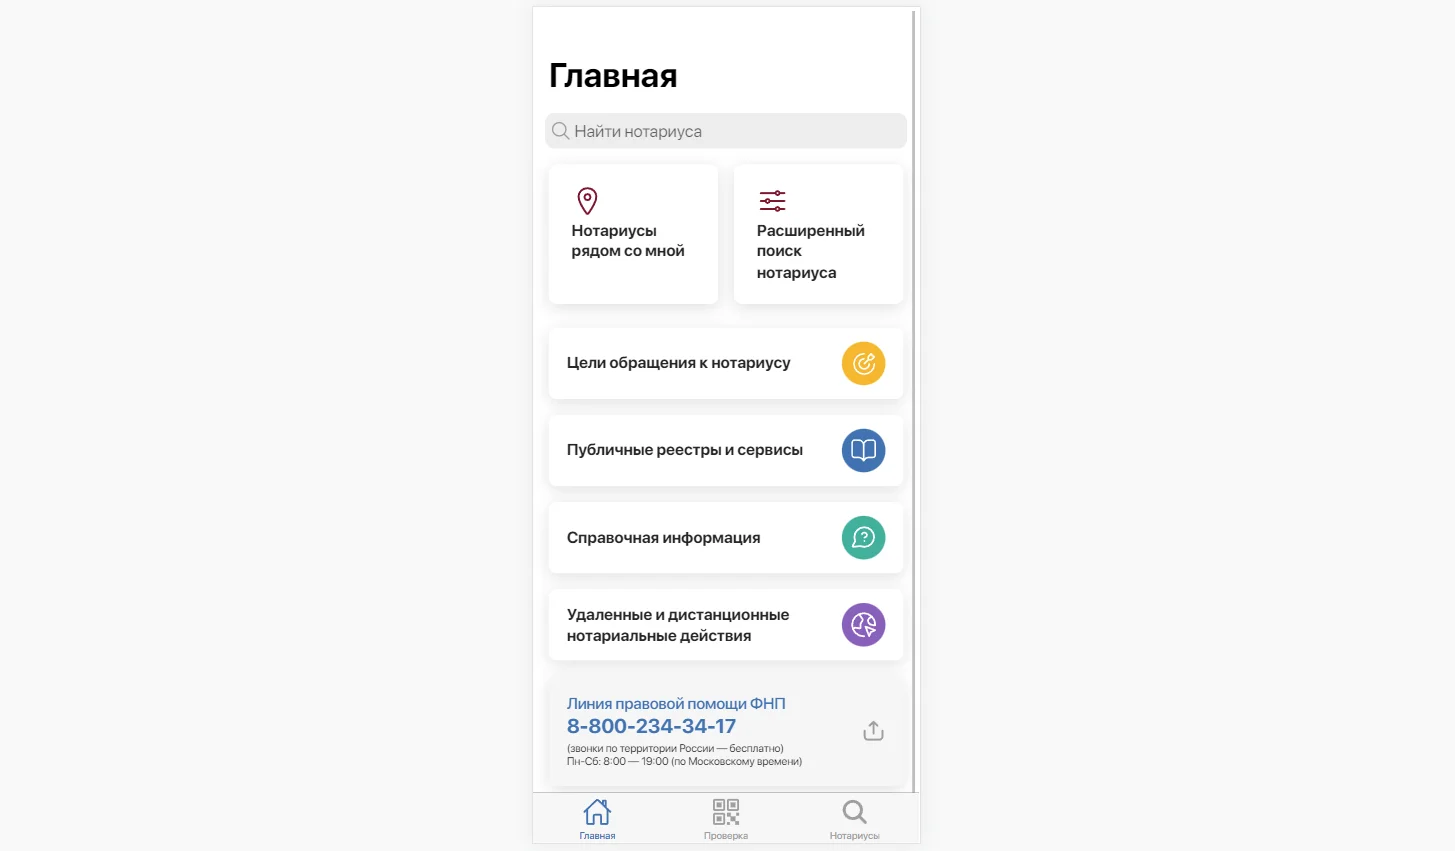 Главная
Найти нотариуса
Нотариусы
рядом со мной
Расширенный
поиск
нотариуса
Цели обращения к нотариусу
Публичные реестры и сервисы
Справочная информация
Удаленные и дистанционные
нотариальные действия
Линия правовой помощи ФНП
8-800-234-34-17
(звонки по территории России — бесплатно)
Пн-Сб: 8:00 — 19:00 (по Московскому времени)
Главная
Проверка
Нотариусы